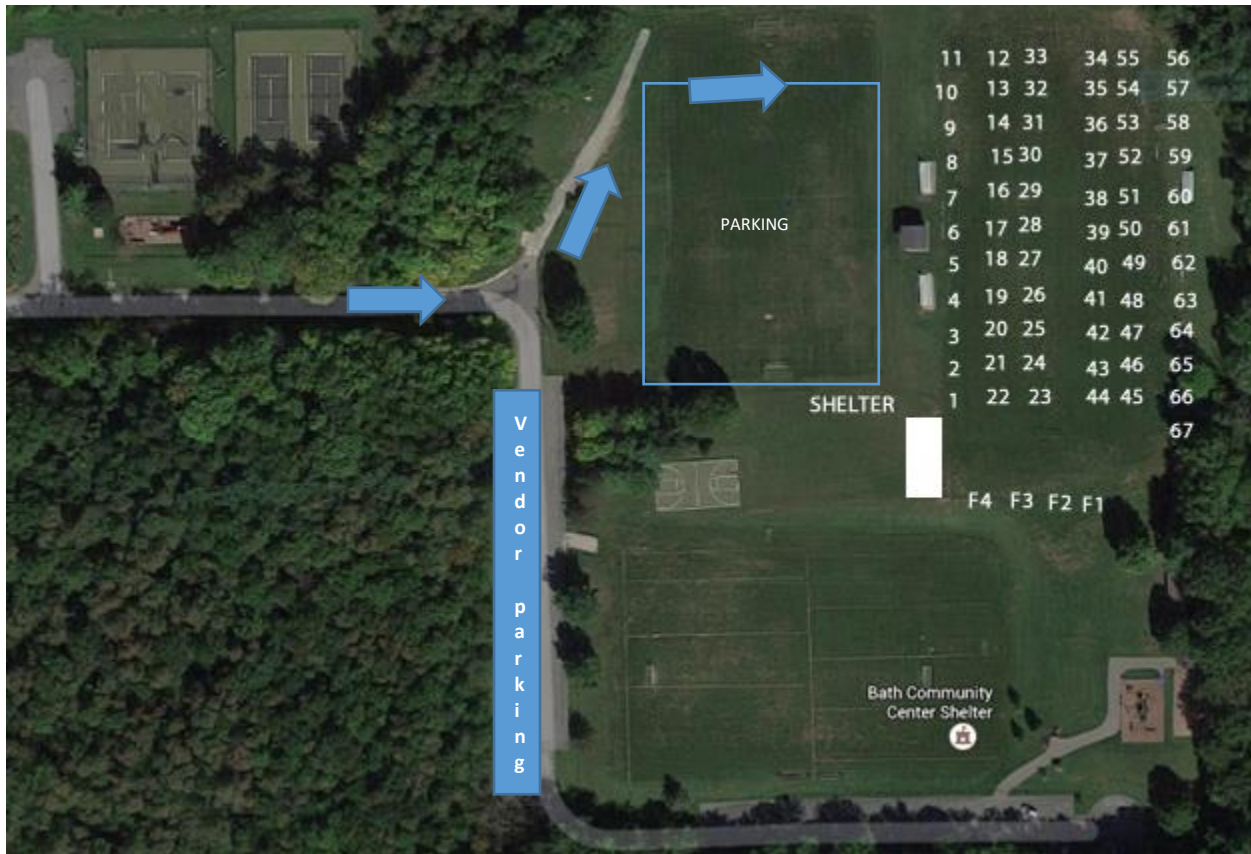 11 12 33 34 55 56
10 13 32 35 54 57
9 14 31 36 53 58
8 15 30 37 52 59
7 16 29 38 51 60
PARKING
6 17 28 39 50 61
5 18 27 40 49 62
4 19 26 41 48 63
3 20 25 42 47 64
2 21 24 43 46 65
SHELTER
1 22 23 44 45 66
67
Vendor parking
F4 F3 F2 F1
Bath Community
Center Shelter